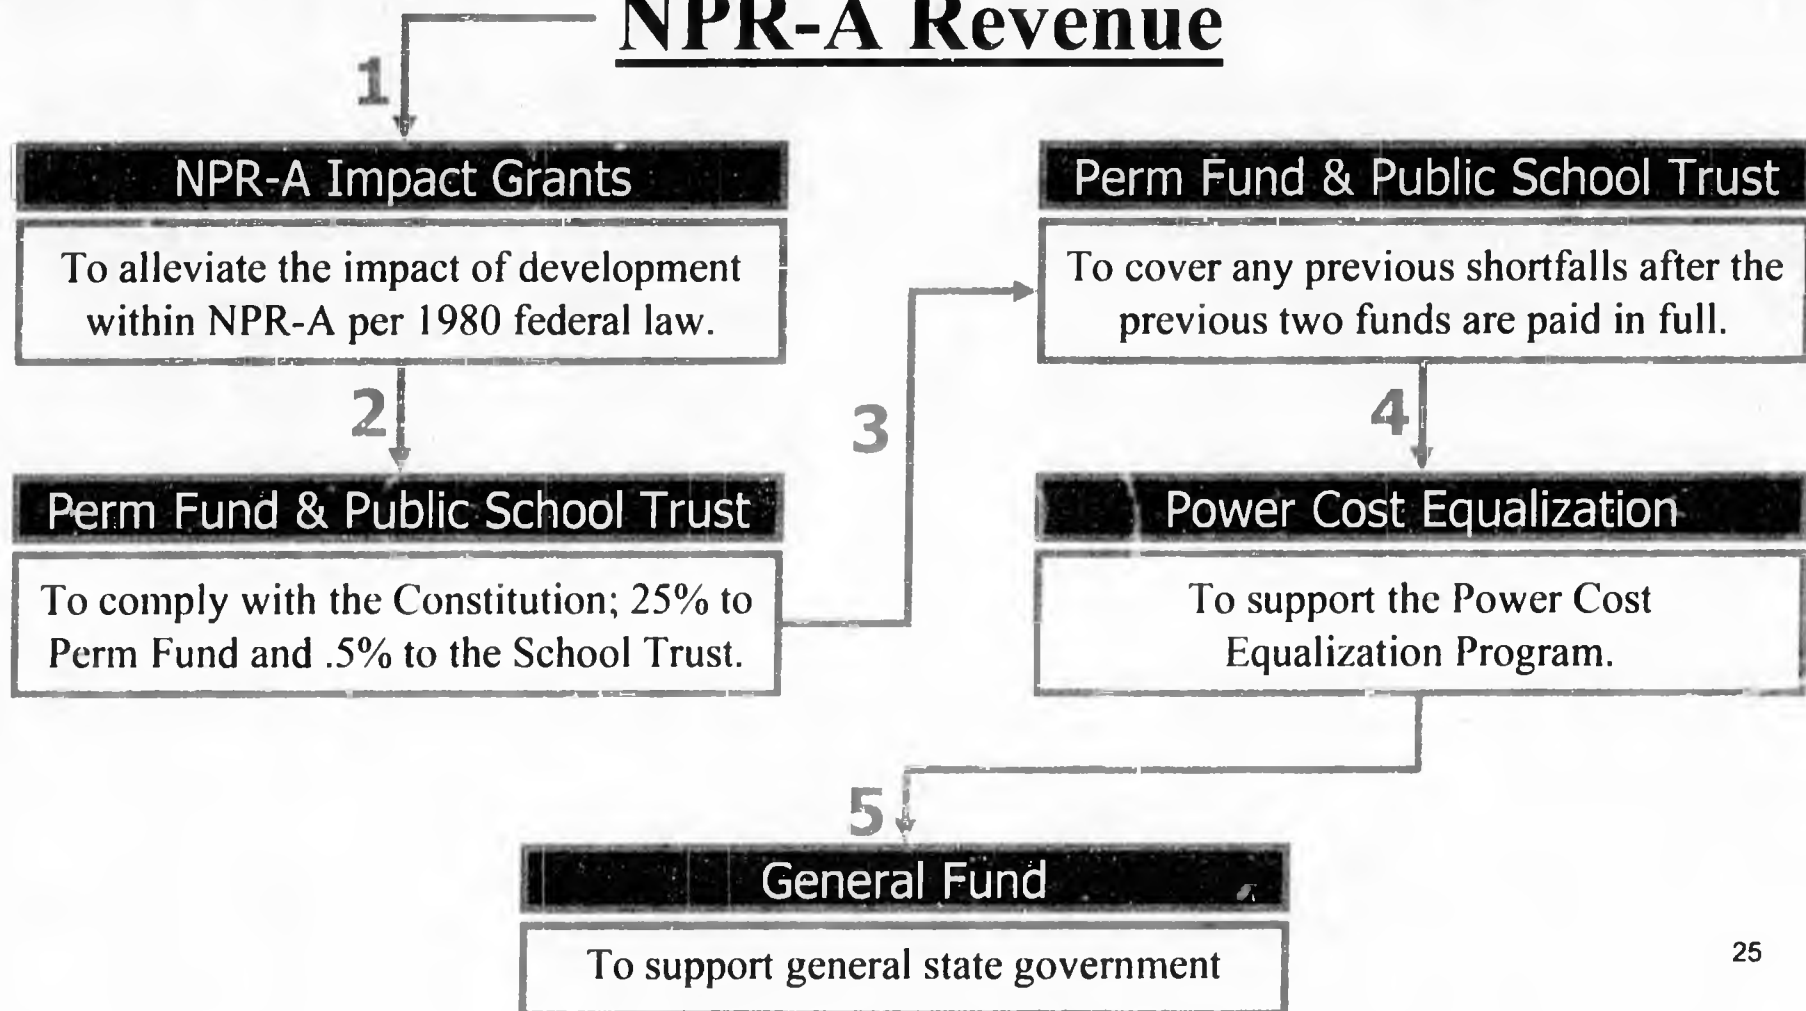 NPR-A Revenue
1
NPR-A Impact Grants
To alleviate the impact of development
within NPR-A per 1980 federal law.
2
Perm Fund & Public School Trust
To comply with the Constitution; 25% to
Perm Fund and .5% to the School Trust.
3
Perm Fund & Public School Trust
To cover any previous shortfalls after the
previous two funds are paid in full.
4
Power Cost Equalization
To support the Power Cost
Equalization Program.
5
General Fund
To support general state government
25